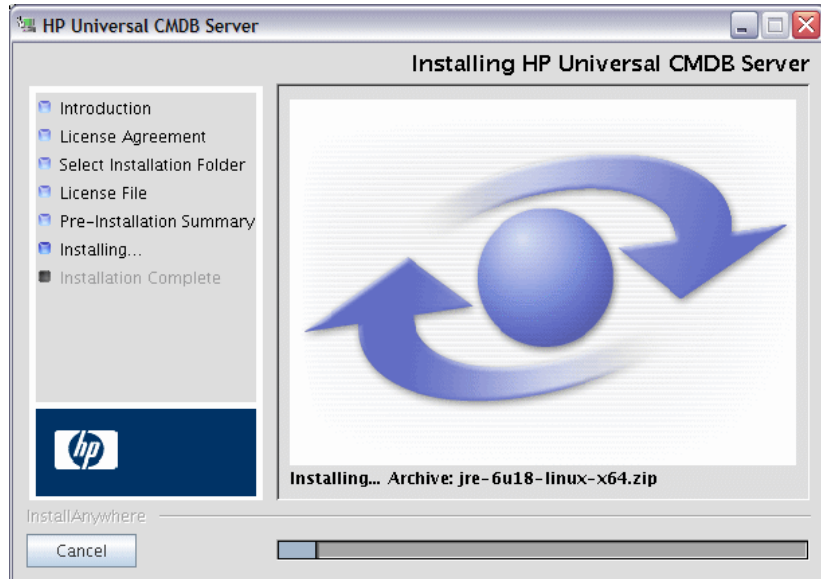 HP Universal CMDB Server
Installing HP Universal CMDB Server
Introduction
License Agreement
Select Installation Folder
License File
Pre-Installation Summary
Installing...
Installation Complete
hp
Installing... Archive: jre-6u18-linux-x64.zip
InstallAnywhere
Cancel